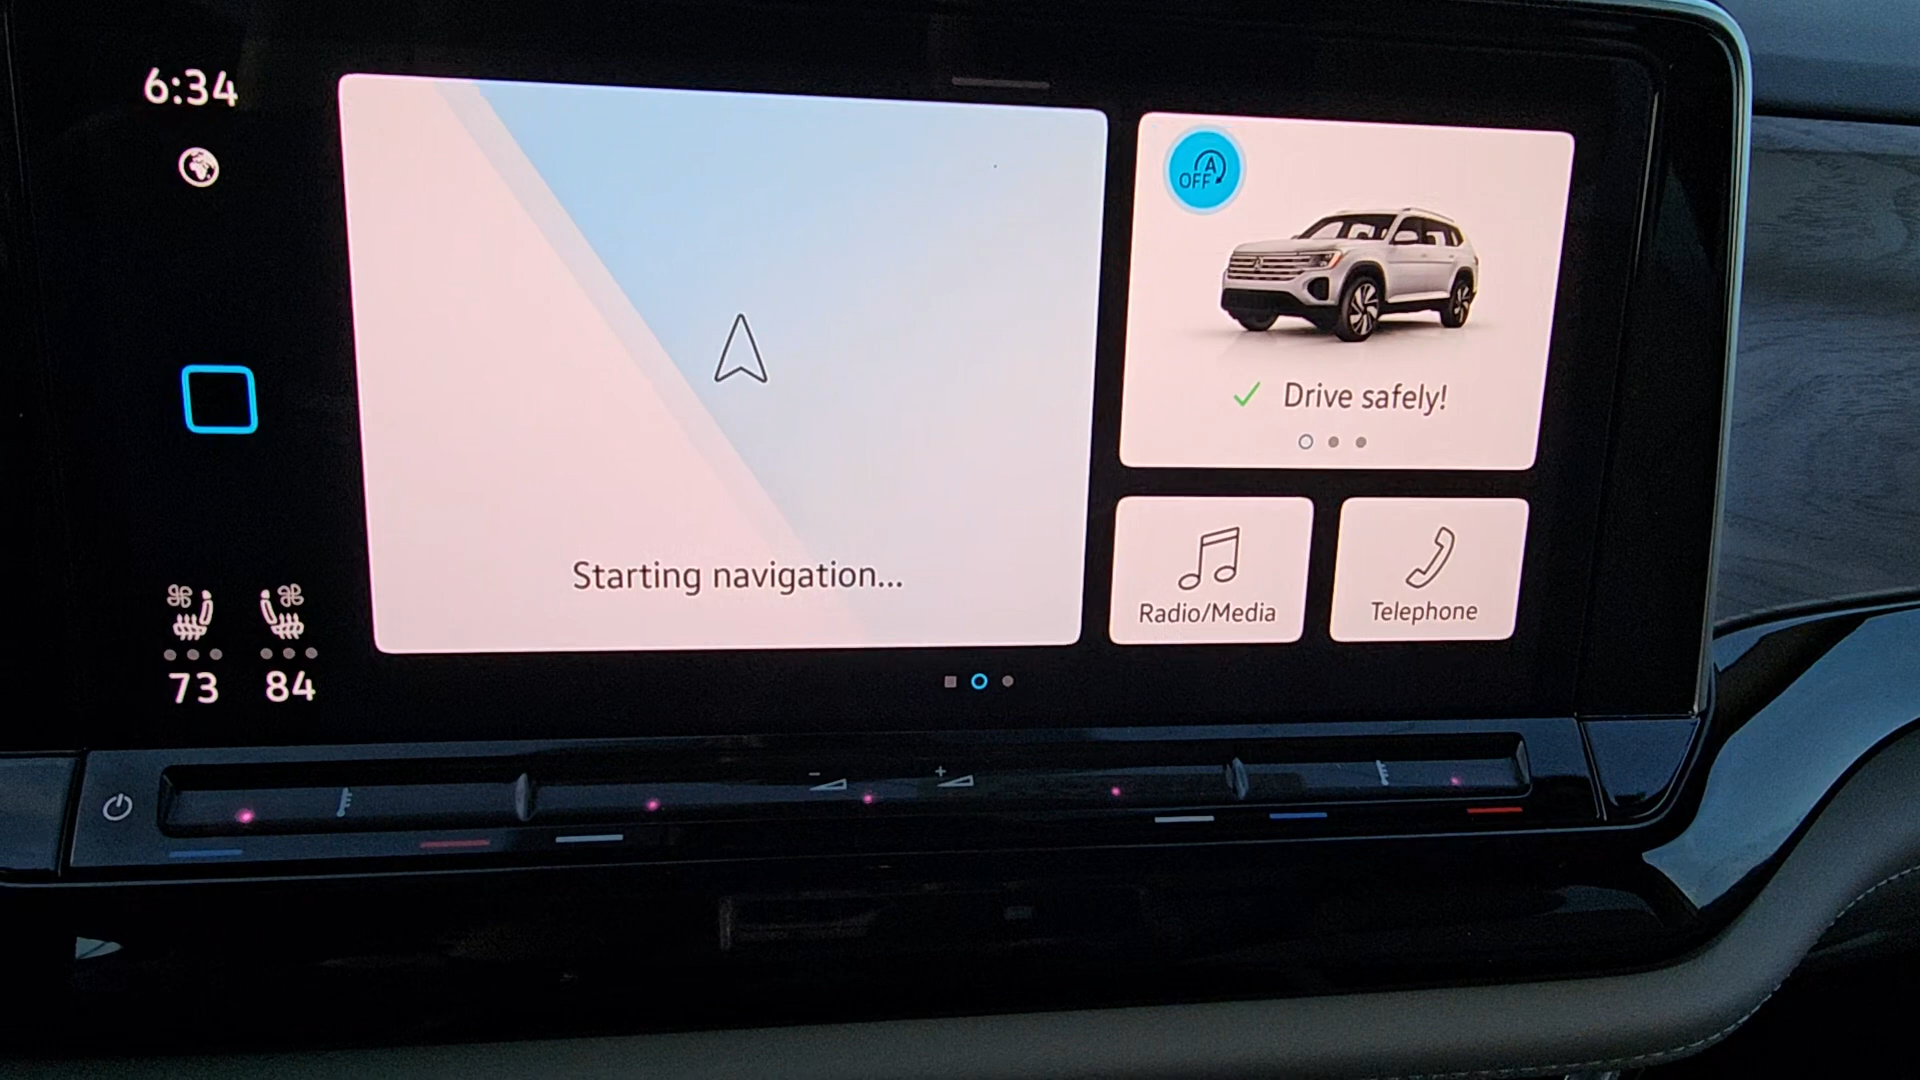 6:34
A
OFF
Drive safely!
Starting navigation...
Radio/Media
Telephone
73
84